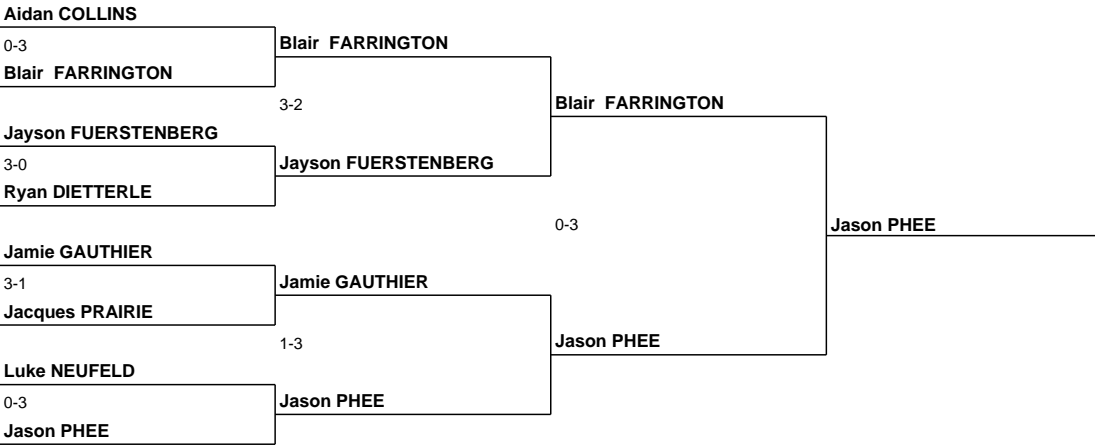 Aidan COLLINS
0-3
Blair FARRINGTON
Blair FARRINGTON
3-2
Blair FARRINGTON
Jayson FUERSTENBERG
3-0
Jayson FUERSTENBERG
Ryan DIETTERLE
0-3
Jason PHEE
Jamie GAUTHIER
3-1
Jamie GAUTHIER
Jacques PRAIRIE
1-3
Jason PHEE
Luke NEUFELD
0-3
Jason PHEE
Jason PHEE